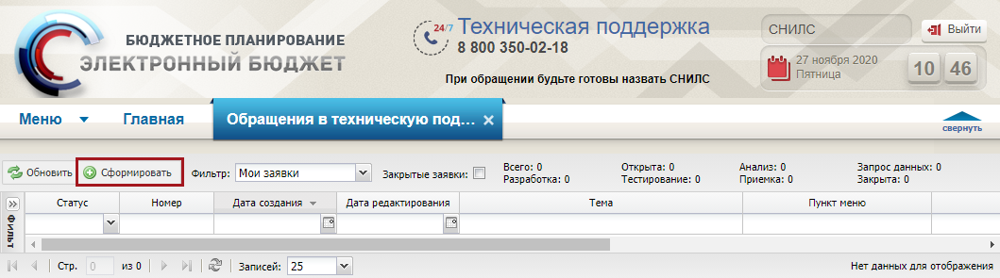 БЮДЖЕТНОЕ ПЛАНИРОВАНИЕ
ЭЛЕКТРОННЫЙ БЮДЖЕТ
24/7
Техническая поддержка
8 800 350-02-18
При обращении будьте готовы назвать СНИЛС
СНИЛС
Выйти
27 ноября 2020
Пятница
10 46
Меню Главная Обращения в техническую под...
свернуть
Обновить Сформировать Фильтр: Мои заявки Закрытые заявки:
Всего: 0 Открыта: 0 Анализ: 0 Запрос данных: 0
Разработка: 0 Тестирование: 0 Приемка: 0 Закрыта: 0
Статус Номер Дата создания Дата редактирования Тема Пункт меню
Фильт
Стр. 0 из 0 Записей: 25 Нет данных для отображения